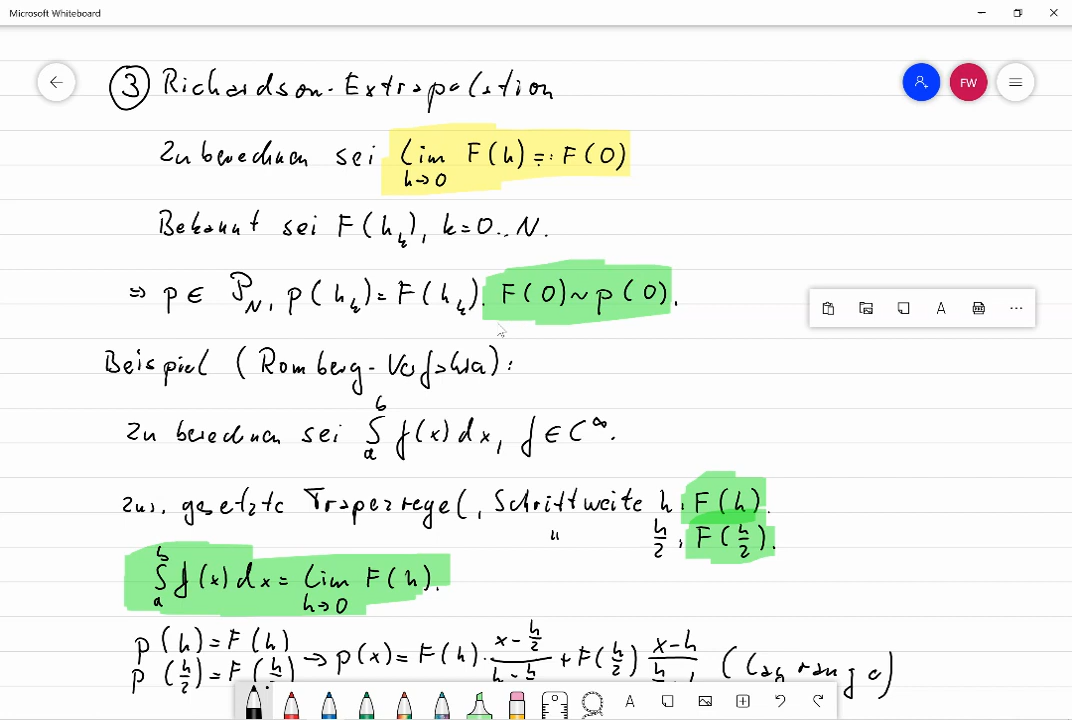 Microsoft Whiteboard
③ Richardson-Extrapolation
FW
Zu berechnen sei lim F(h) =: F(0)
h→0
Bekannt sei F(h_k), k=0..N.
⇒ p ∈ P_N, p(h_k) = F(h_k). F(0) ~ p(0).
Beispiel (Romberg-Verfahren):
Zu berechnen sei ∫_a^b f(x) dx, f ∈ C^∞.
Zus. gesetzte Trapezregel, Schrittweite h: F(h).
" h/2, F(h/2).
∫_a^b f(x) dx = lim F(h).
h→0
p(h) = F(h)
p(h/2) = F(h/2) ⇒ p(x) = F(h) · (x - h/2)/(h - h/2) + F(h/2) (x-h)/(h/2 - h) (Lagrange)